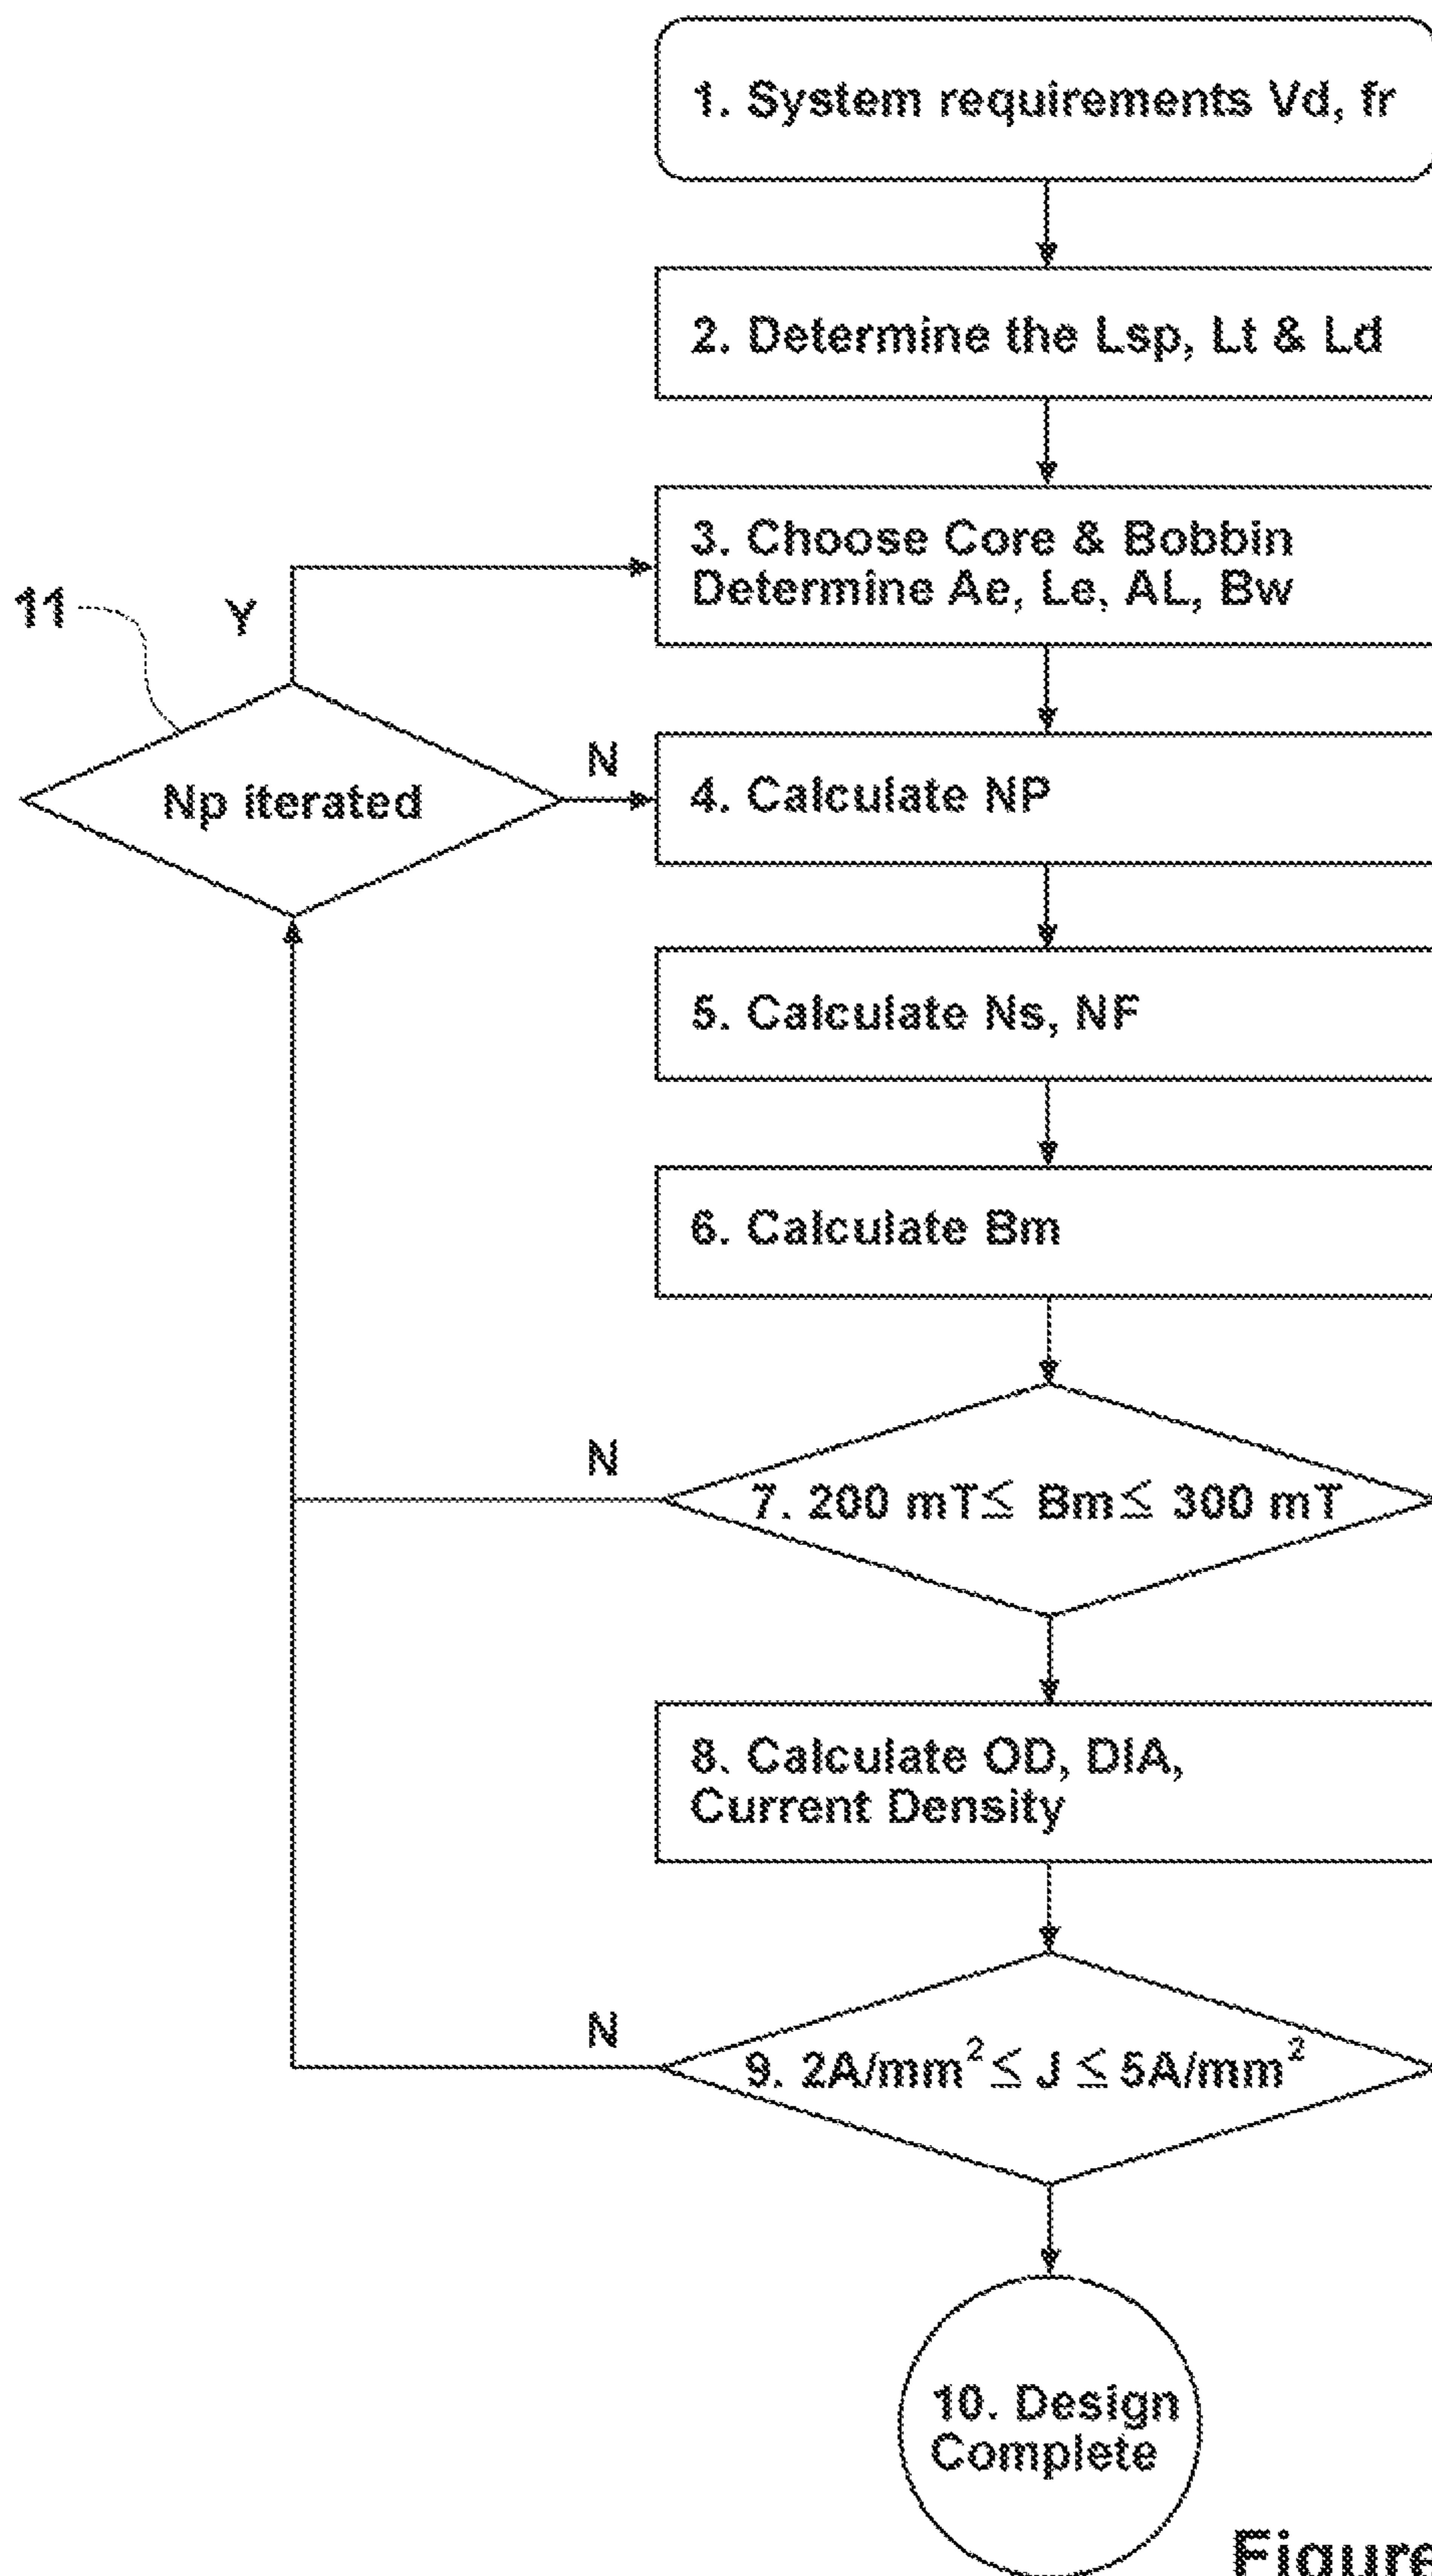 1. System requirements Vd, fr
2. Determine the Lsp, Lt & Ld
3. Choose Core & Bobbin
Determine Ae, Le, AL, Bw
11
Y
Np iterated
N
4. Calculate NP
5. Calculate Ns, NF
6. Calculate Bm
N
7. 200 mT≤ Bm≤ 300 mT
8. Calculate OD, DIA,
Current Density
N
9. 2A/mm²≤ J ≤ 5A/mm²
10. Design
Complete
Figure